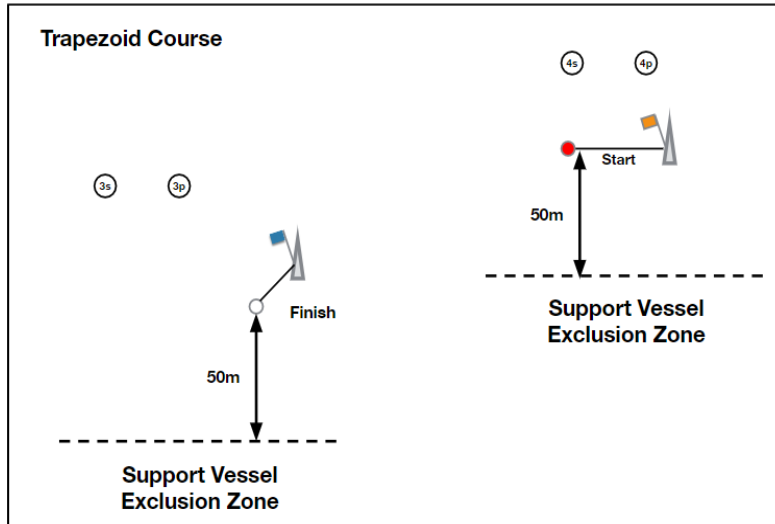 Trapezoid Course
4s
4p
Start
3s
3p
50m
Finish
Support Vessel
Exclusion Zone
50m
Support Vessel
Exclusion Zone